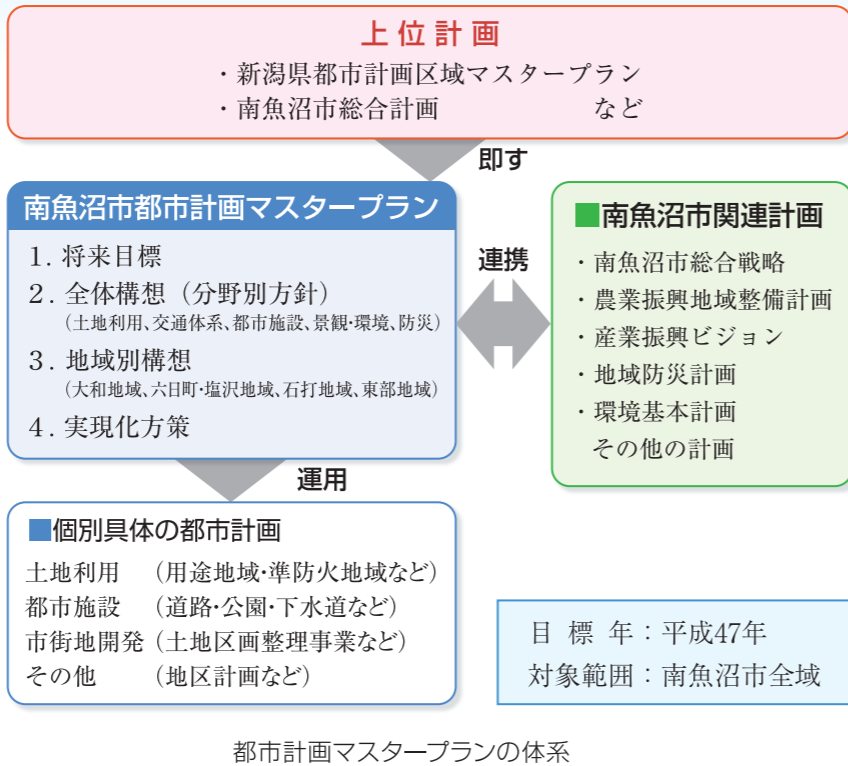 上位計画
・新潟県都市計画区域マスタープラン
・南魚沼市総合計画 など
即す
南魚沼市都市計画マスタープラン
1. 将来目標
2. 全体構想(分野別方針)
(土地利用、交通体系、都市施設、景観・環境、防災)
3. 地域別構想
(大和地域、六日町・塩沢地域、石打地域、東部地域)
4. 実現化方策
連携
■南魚沼市関連計画
・南魚沼市総合戦略
・農業振興地域整備計画
・産業振興ビジョン
・地域防災計画
・環境基本計画
その他の計画
運用
■個別具体の都市計画
土地利用 (用途地域・準防火地域など)
都市施設 (道路・公園・下水道など)
市街地開発(土地区画整理事業など)
その他 (地区計画など)
目標年:平成47年
対象範囲:南魚沼市全域
都市計画マスタープランの体系